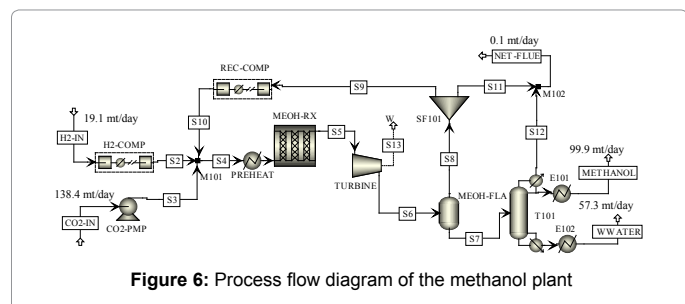 0.1 mt/day
NET-FLUE
REC-COMP
S9
S11
M102
19.1 mt/day
MEOH-RX
SF101
H2-IN
H2-COMP
S10
S5
W
S13
S12
S2
S4
S8
E101
99.9 mt/day
METHANOL
M101
PREHEAT
TURBINE
138.4 mt/day
S3
MEOH-FLA
57.3 mt/day
CO2-IN
CO2-PMP
S6
S7
T101
E102
WWATER
Figure 6: Process flow diagram of the methanol plant